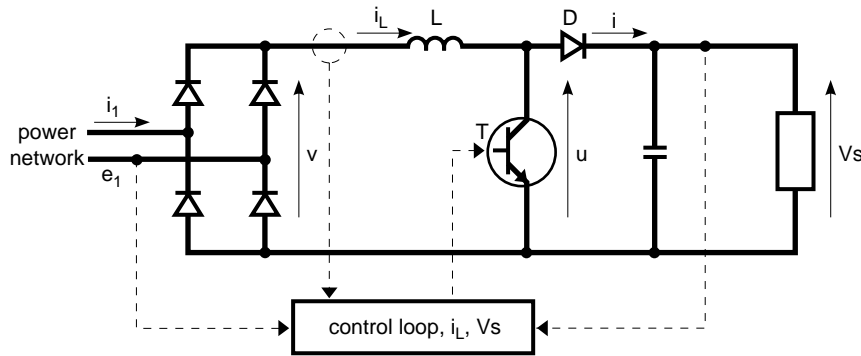 i_L
L
D
i
i_1
power
network
e_1
v
T
u
Vs
control loop, i_L, Vs